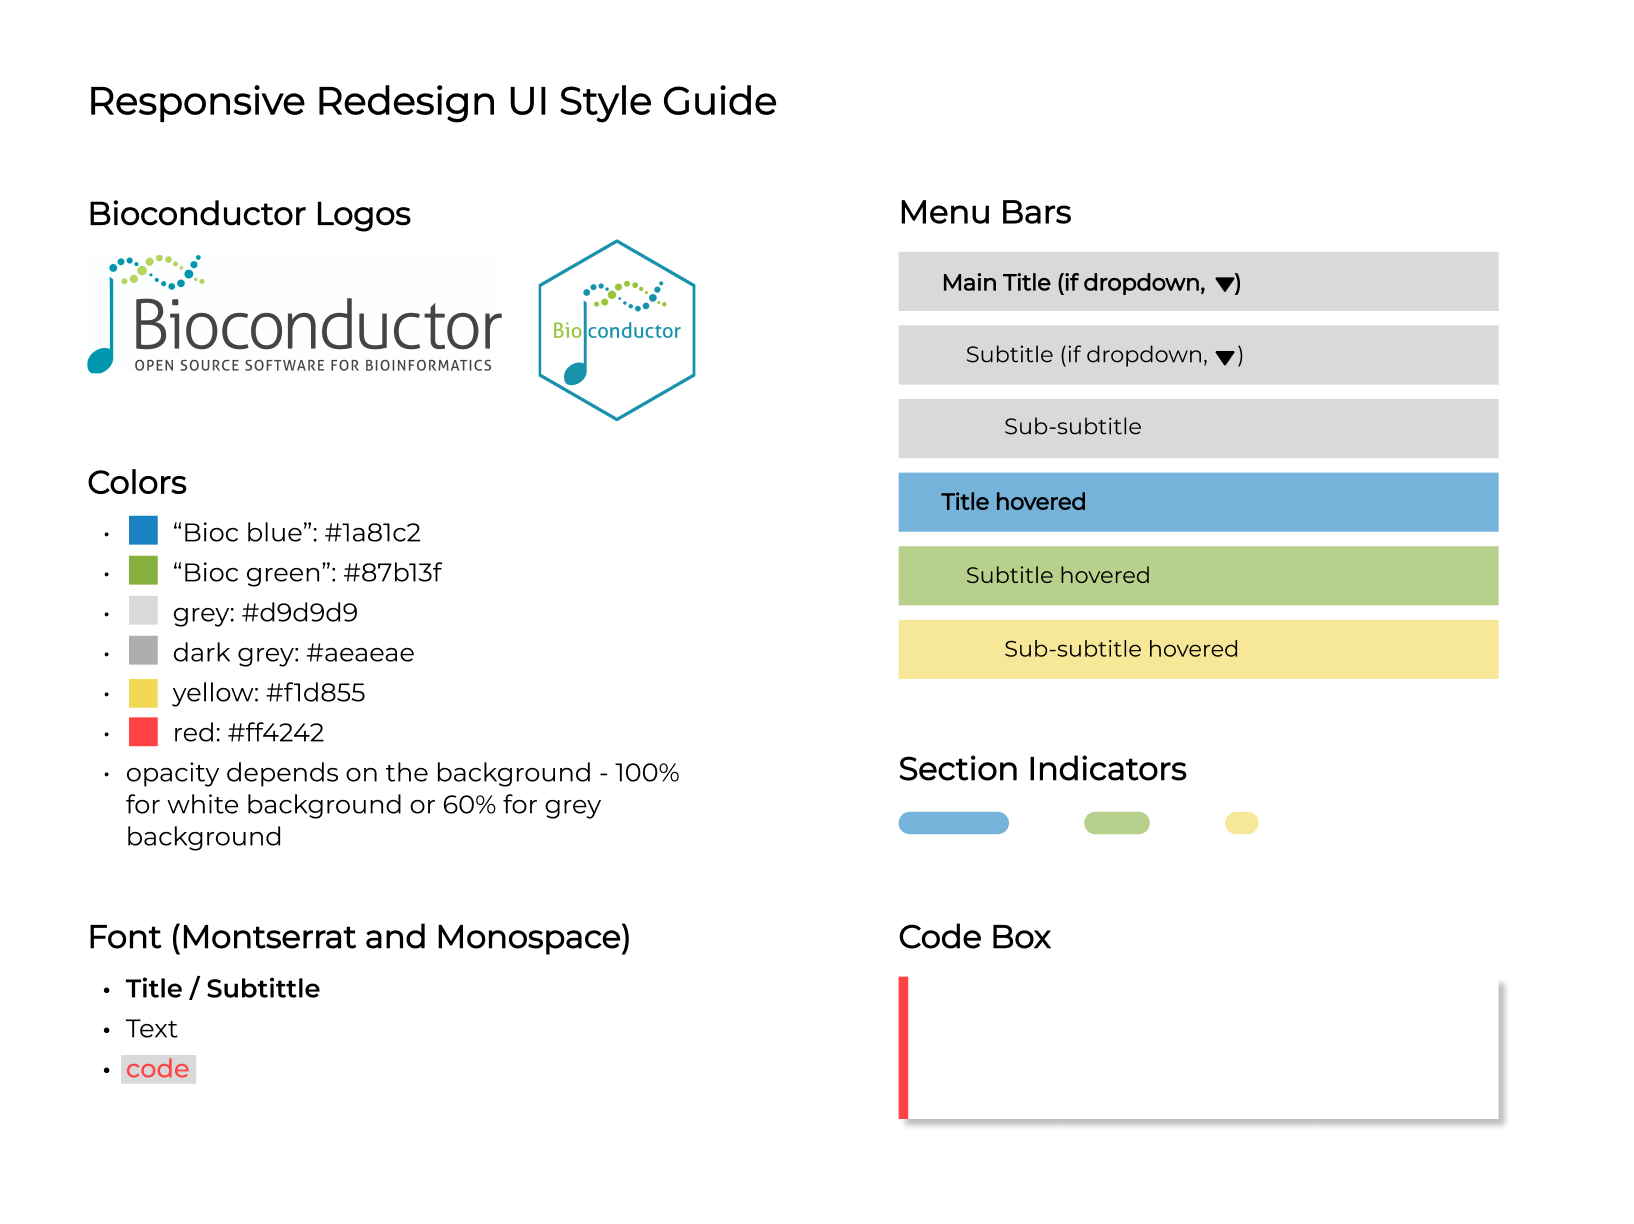 Responsive Redesign UI Style Guide
Bioconductor Logos
Bioconductor
OPEN SOURCE SOFTWARE FOR BIOINFORMATICS
Bioconductor
Colors
• “Bioc blue”: #1a81c2
• “Bioc green”: #87b13f
• grey: #d9d9d9
• dark grey: #aeaeae
• yellow: #f1d855
• red: #ff4242
• opacity depends on the background - 100%
for white background or 60% for grey
background
Font (Montserrat and Monospace)
• Title / Subtittle
• Text
• code
Menu Bars
Main Title (if dropdown, ▼)
Subtitle (if dropdown, ▼)
Sub-subtitle
Title hovered
Subtitle hovered
Sub-subtitle hovered
Section Indicators
Code Box